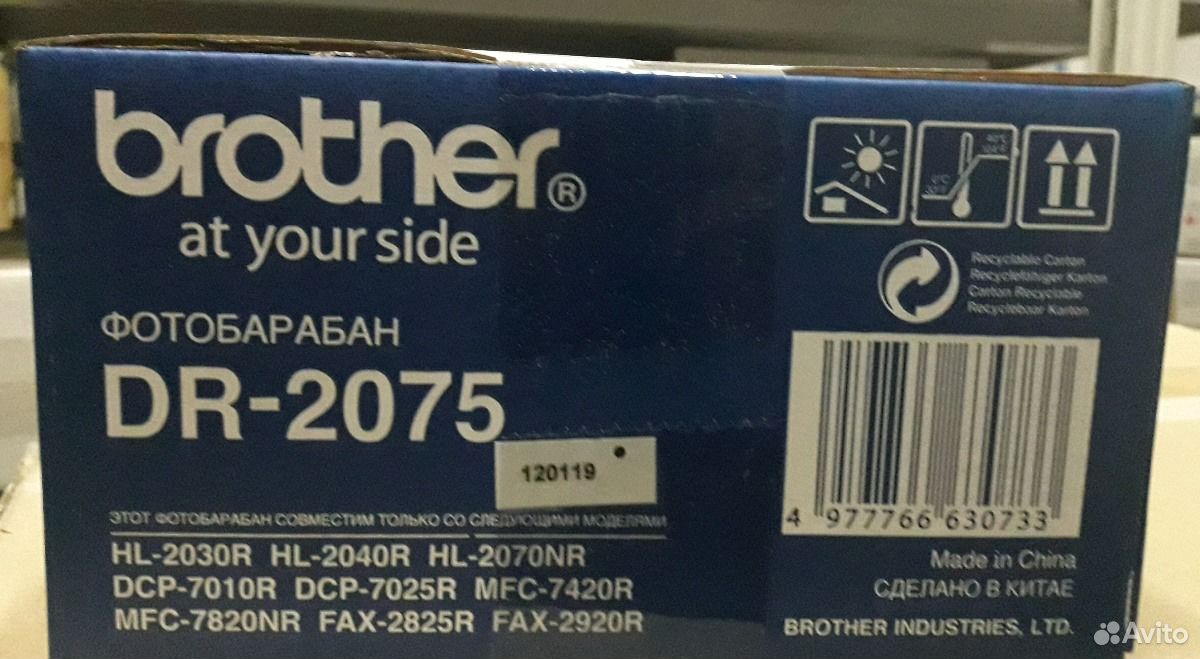 brother®
at your side
ФОТОБАРАБАН
DR-2075
120119
ЭТОТ ФОТОБАРАБАН СОВМЕСТИМ ТОЛЬКО СО СЛЕДУЮЩИМИ МОДЕЛЯМИ
HL-2030R HL-2040R HL-2070NR
DCP-7010R DCP-7025R MFC-7420R
MFC-7820NR FAX-2825R FAX-2920R
Recyclable Carton
Recyclefähiger Karton
Carton Recyclable
Recycleboar Karton
4 977766 630733
Made in China
СДЕЛАНО В КИТАЕ
BROTHER INDUSTRIES, LTD.
Avito